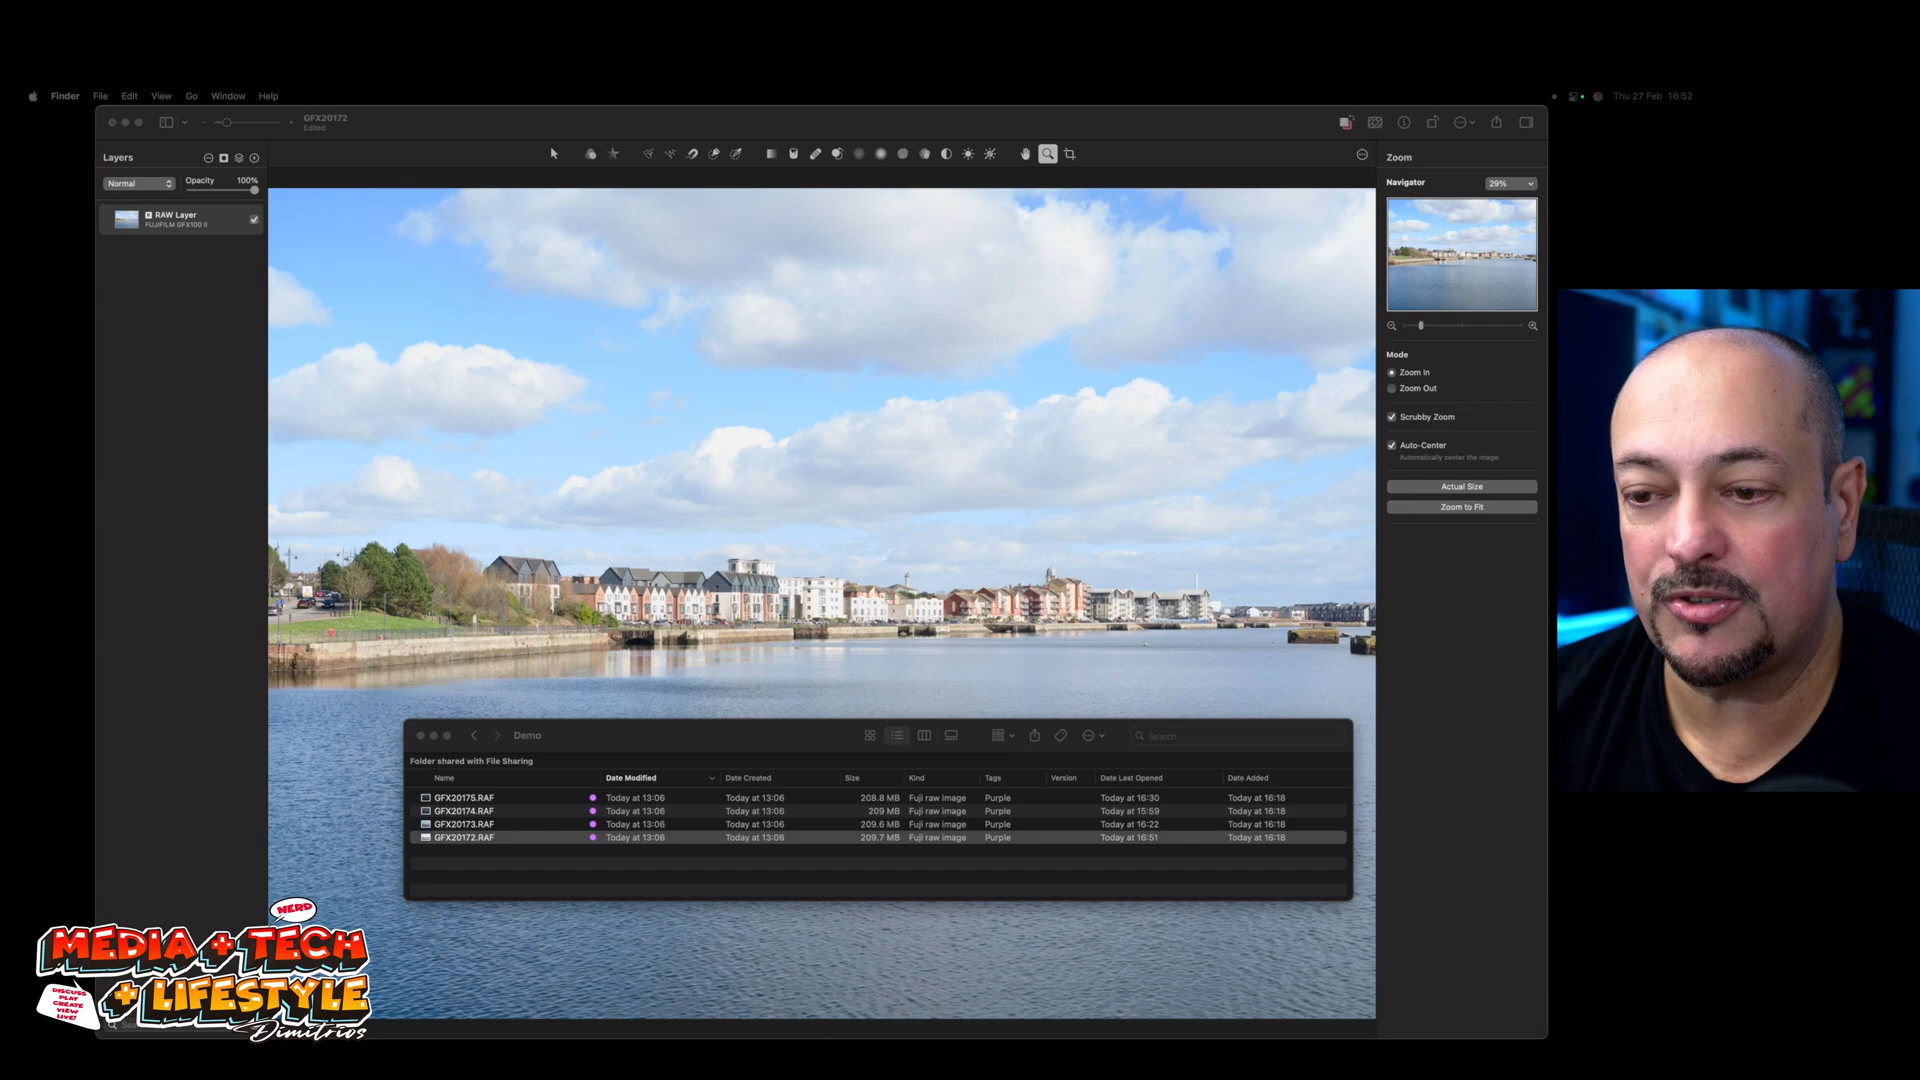 Finder File Edit View Go Window Help
Thu 27 Feb 16:52
GFX20172
Edited
Layers
Normal
Opacity 100%
RAW Layer
FUJIFILM GFX100 II
Zoom
Navigator
29%
Mode
Zoom In
Zoom Out
Scrubby Zoom
Auto-Center
Automatically center the image.
Actual Size
Zoom to Fit
Demo
Search
Folder shared with File Sharing
Name Date Modified Date Created Size Kind Tags Version Date Last Opened Date Added
GFX20175.RAF Today at 13:06 Today at 13:06 208.8 MB Fuji raw image Purple Today at 16:30 Today at 16:18
GFX20174.RAF Today at 13:06 Today at 13:06 209 MB Fuji raw image Purple Today at 15:59 Today at 16:18
GFX20173.RAF Today at 13:06 Today at 13:06 209.6 MB Fuji raw image Purple Today at 16:22 Today at 16:18
GFX20172.RAF Today at 13:06 Today at 13:06 209.7 MB Fuji raw image Purple Today at 16:51 Today at 16:18
NERD
MEDIA + TECH
+ LIFESTYLE
DISCUSS
PLAY
CREATE
VIEW
LIVE!
Dimitrios